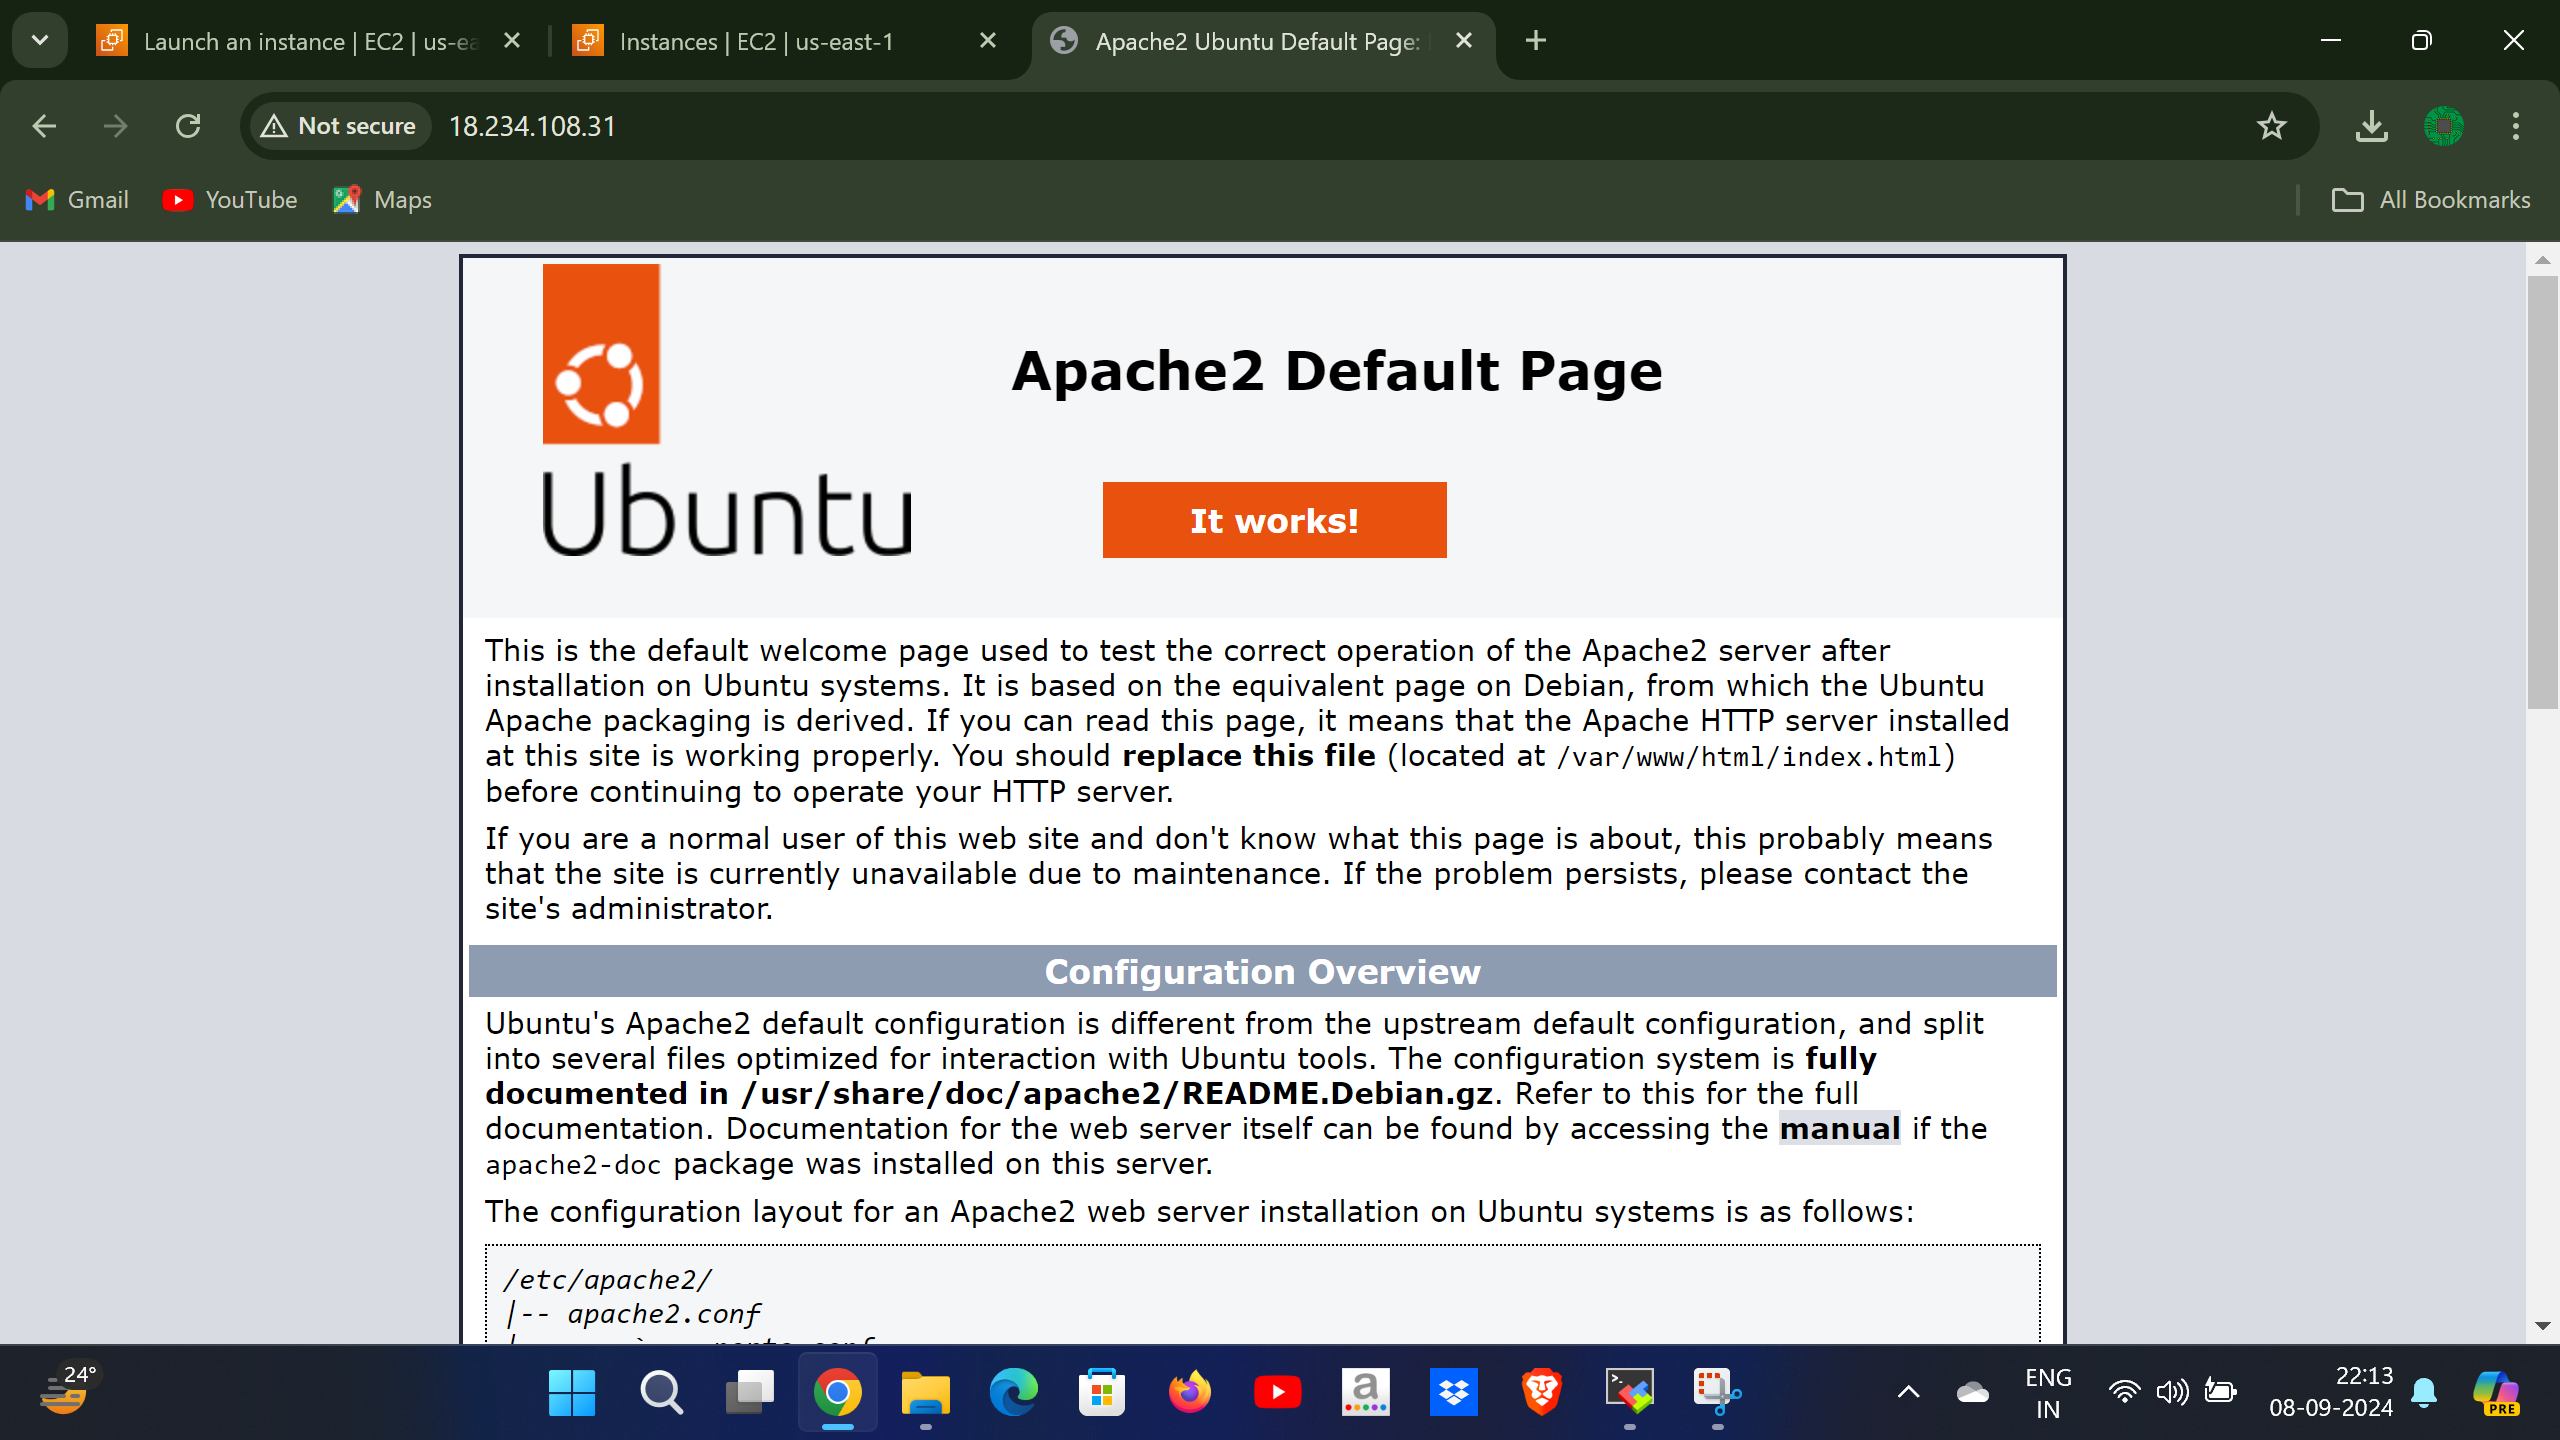 Launch an instance | EC2 | us-ea
Instances | EC2 | us-east-1
Apache2 Ubuntu Default Page:
Not secure
18.234.108.31
Gmail
YouTube
Maps
All Bookmarks
Ubuntu
Apache2 Default Page
It works!
This is the default welcome page used to test the correct operation of the Apache2 server after
installation on Ubuntu systems. It is based on the equivalent page on Debian, from which the Ubuntu
Apache packaging is derived. If you can read this page, it means that the Apache HTTP server installed
at this site is working properly. You should replace this file (located at /var/www/html/index.html)
before continuing to operate your HTTP server.
If you are a normal user of this web site and don't know what this page is about, this probably means
that the site is currently unavailable due to maintenance. If the problem persists, please contact the
site's administrator.
Configuration Overview
Ubuntu's Apache2 default configuration is different from the upstream default configuration, and split
into several files optimized for interaction with Ubuntu tools. The configuration system is fully
documented in /usr/share/doc/apache2/README.Debian.gz. Refer to this for the full
documentation. Documentation for the web server itself can be found by accessing the manual if the
apache2-doc package was installed on this server.
The configuration layout for an Apache2 web server installation on Ubuntu systems is as follows:
/etc/apache2/
|-- apache2.conf
24°
a
ENG
IN
22:13
08-09-2024
PRE